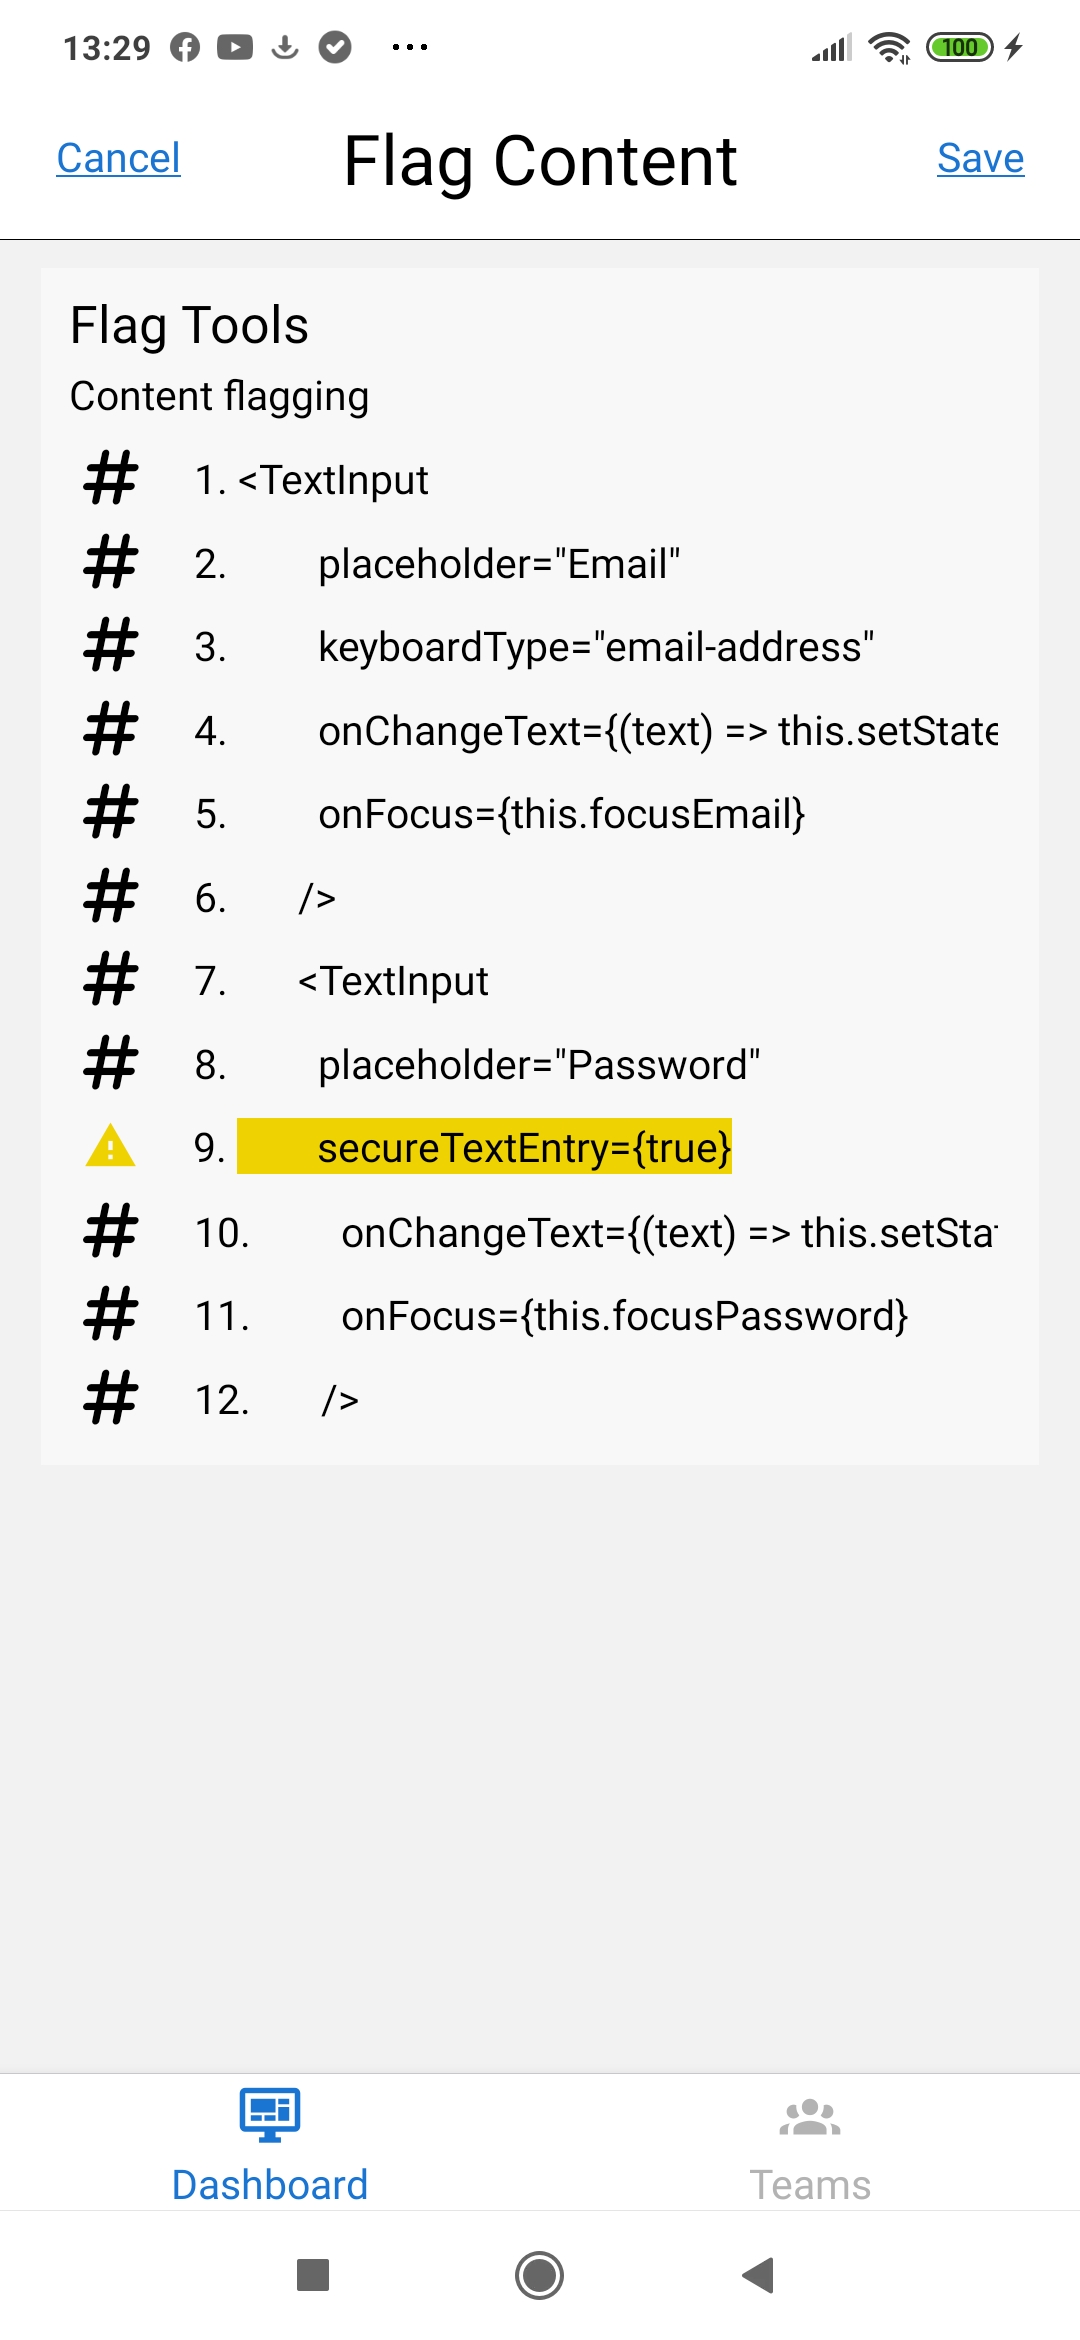 13:29
100
Cancel Flag Content Save
Flag Tools
Content flagging
# 1. <TextInput
# 2. placeholder="Email"
# 3. keyboardType="email-address"
# 4. onChangeText={(text) => this.setState
# 5. onFocus={this.focusEmail}
# 6. />
# 7. <TextInput
# 8. placeholder="Password"
9. secureTextEntry={true}
# 10. onChangeText={(text) => this.setSta
# 11. onFocus={this.focusPassword}
# 12. />
Dashboard Teams